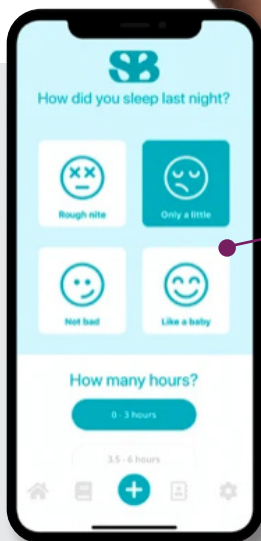 SB
How did you sleep last night?
Rough nite
Only a little
Not bad
Like a baby
How many hours?
0 - 3 hours
3.5 - 6 hours